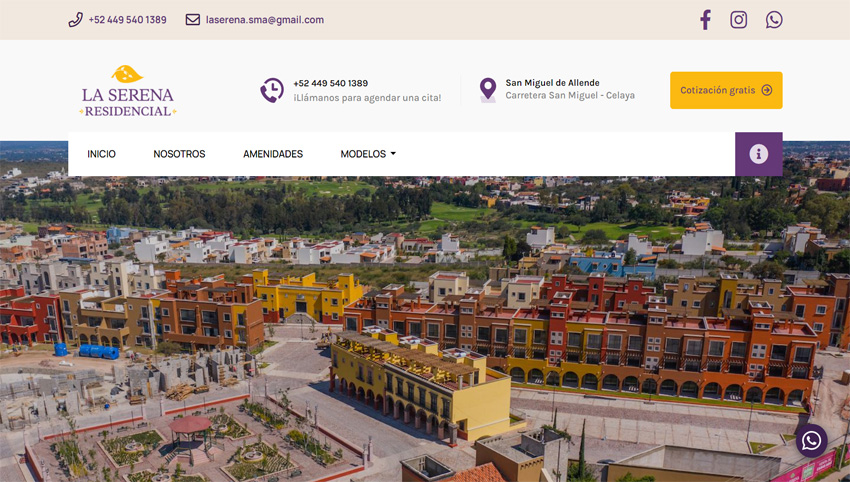 +52 449 540 1389
laserena.sma@gmail.com
LA SERENA
RESIDENCIAL
+52 449 540 1389
¡Llámanos para agendar una cita!
San Miguel de Allende
Carretera San Miguel - Celaya
Cotización gratis
INICIO
NOSOTROS
AMENIDADES
MODELOS